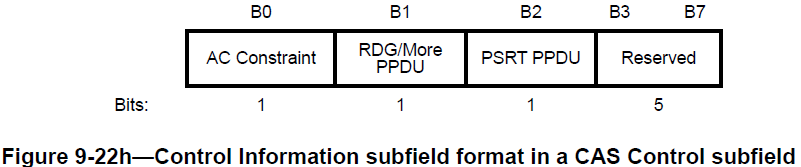 B0 B1 B2 B3 B7
AC Constraint RDG/More PPDU PSRT PPDU Reserved
Bits: 1 1 1 5
Figure 9-22h—Control Information subfield format in a CAS Control subfield